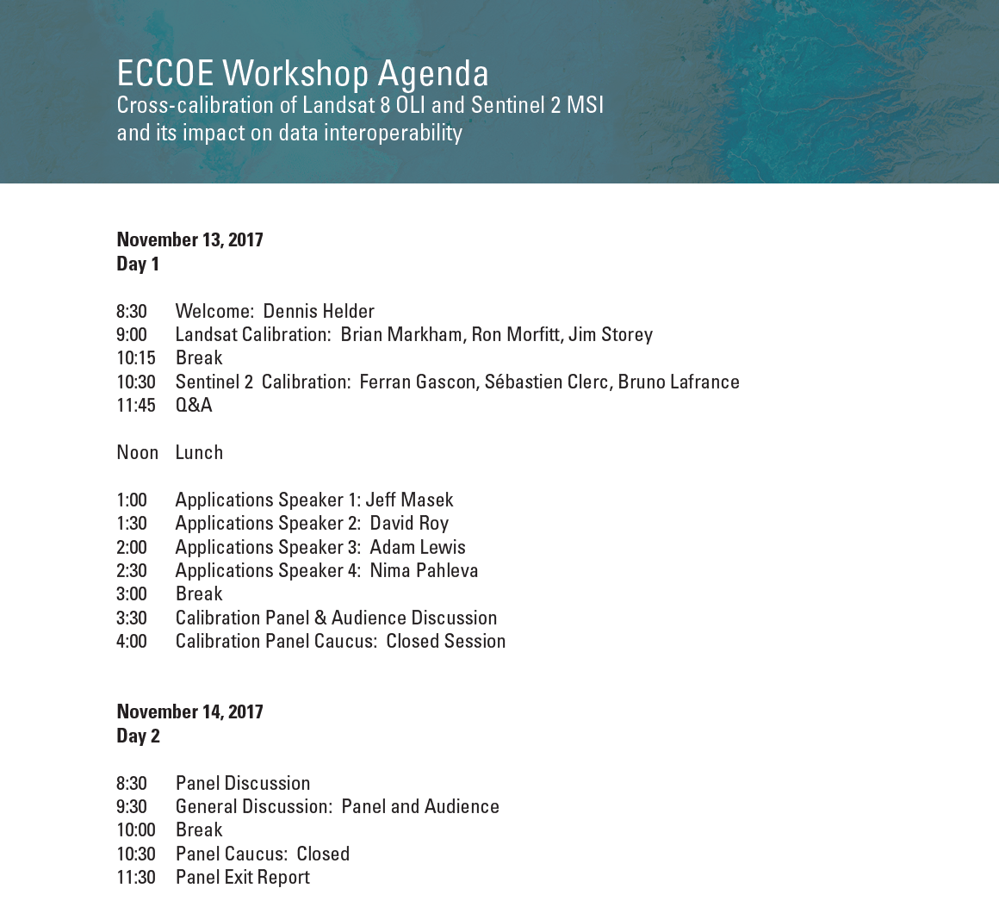 ECCOE Workshop Agenda
Cross-calibration of Landsat 8 OLI and Sentinel 2 MSI
and its impact on data interoperability
November 13, 2017
Day 1
8:30 Welcome: Dennis Helder
9:00 Landsat Calibration: Brian Markham, Ron Morfitt, Jim Storey
10:15 Break
10:30 Sentinel 2 Calibration: Ferran Gascon, Sébastien Clerc, Bruno Lafrance
11:45 Q&A
Noon Lunch
1:00 Applications Speaker 1: Jeff Masek
1:30 Applications Speaker 2: David Roy
2:00 Applications Speaker 3: Adam Lewis
2:30 Applications Speaker 4: Nima Pahleva
3:00 Break
3:30 Calibration Panel & Audience Discussion
4:00 Calibration Panel Caucus: Closed Session
November 14, 2017
Day 2
8:30 Panel Discussion
9:30 General Discussion: Panel and Audience
10:00 Break
10:30 Panel Caucus: Closed
11:30 Panel Exit Report